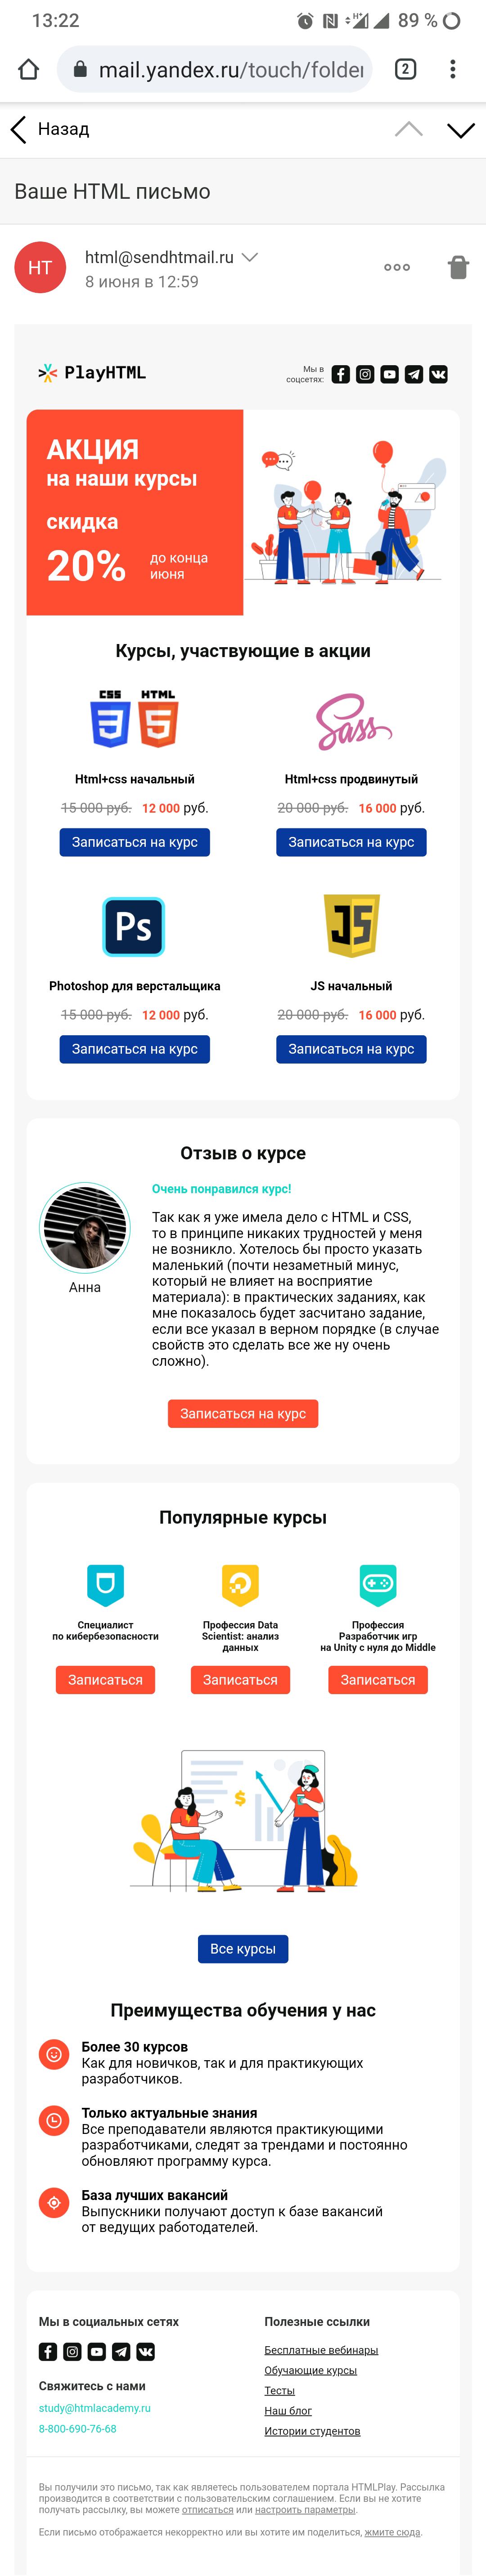 13:22
H+
89 %
mail.yandex.ru/touch/folder
2
Назад
Ваше HTML письмо
HT
html@sendhtmail.ru
8 июня в 12:59
PlayHTML
Мы в
соцсетях:
АКЦИЯ
на наши курсы
скидка
20%
до конца
июня
Курсы, участвующие в акции
CSS HTML
Sass
Html+css начальный
Html+css продвинутый
15 000 руб. 12 000 руб.
20 000 руб. 16 000 руб.
Записаться на курс
Записаться на курс
Ps
JS
Photoshop для верстальщика
JS начальный
15 000 руб. 12 000 руб.
20 000 руб. 16 000 руб.
Записаться на курс
Записаться на курс
Отзыв о курсе
Анна
Очень понравился курс!
Так как я уже имела дело с HTML и CSS,
то в принципе никаких трудностей у меня
не возникло. Хотелось бы просто указать
маленький (почти незаметный минус,
который не влияет на восприятие
материала): в практических заданиях, как
мне показалось будет засчитано задание,
если все указал в верном порядке (в случае
свойств это сделать все же ну очень
сложно).
Записаться на курс
Популярные курсы
Специалист
по кибербезопасности
Профессия Data
Scientist: анализ
данных
Профессия
Разработчик игр
на Unity с нуля до Middle
Записаться
Записаться
Записаться
$
Все курсы
Преимущества обучения у нас
Более 30 курсов
Как для новичков, так и для практикующих
разработчиков.
Только актуальные знания
Все преподаватели являются практикующими
разработчиками, следят за трендами и постоянно
обновляют программу курса.
База лучших вакансий
Выпускники получают доступ к базе вакансий
от ведущих работодателей.
Мы в социальных сетях
Свяжитесь с нами
study@htmlacademy.ru
8-800-690-76-68
Полезные ссылки
Бесплатные вебинары
Обучающие курсы
Тесты
Наш блог
Истории студентов
Вы получили это письмо, так как являетесь пользователем портала HTMLPlay. Рассылка
производится в соответствии с пользовательским соглашением. Если вы не хотите
получать рассылку, вы можете отписаться или настроить параметры.
Если письмо отображается некорректно или вы хотите им поделиться, жмите сюда.